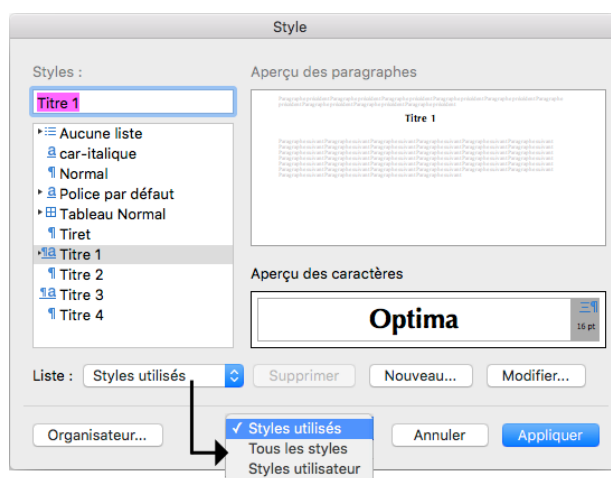 Style
Styles :
Aperçu des paragraphes
Titre 1
Aucune liste
a car-italique
¶ Normal
a Police par défaut
Tableau Normal
¶ Tiret
¶a Titre 1
¶ Titre 2
¶a Titre 3
¶ Titre 4
Titre 1
Aperçu des caractères
Optima
16 pt
Liste : Styles utilisés
Supprimer
Nouveau...
Modifier...
Organisateur...
✓ Styles utilisés
Tous les styles
Styles utilisateur
Annuler
Appliquer